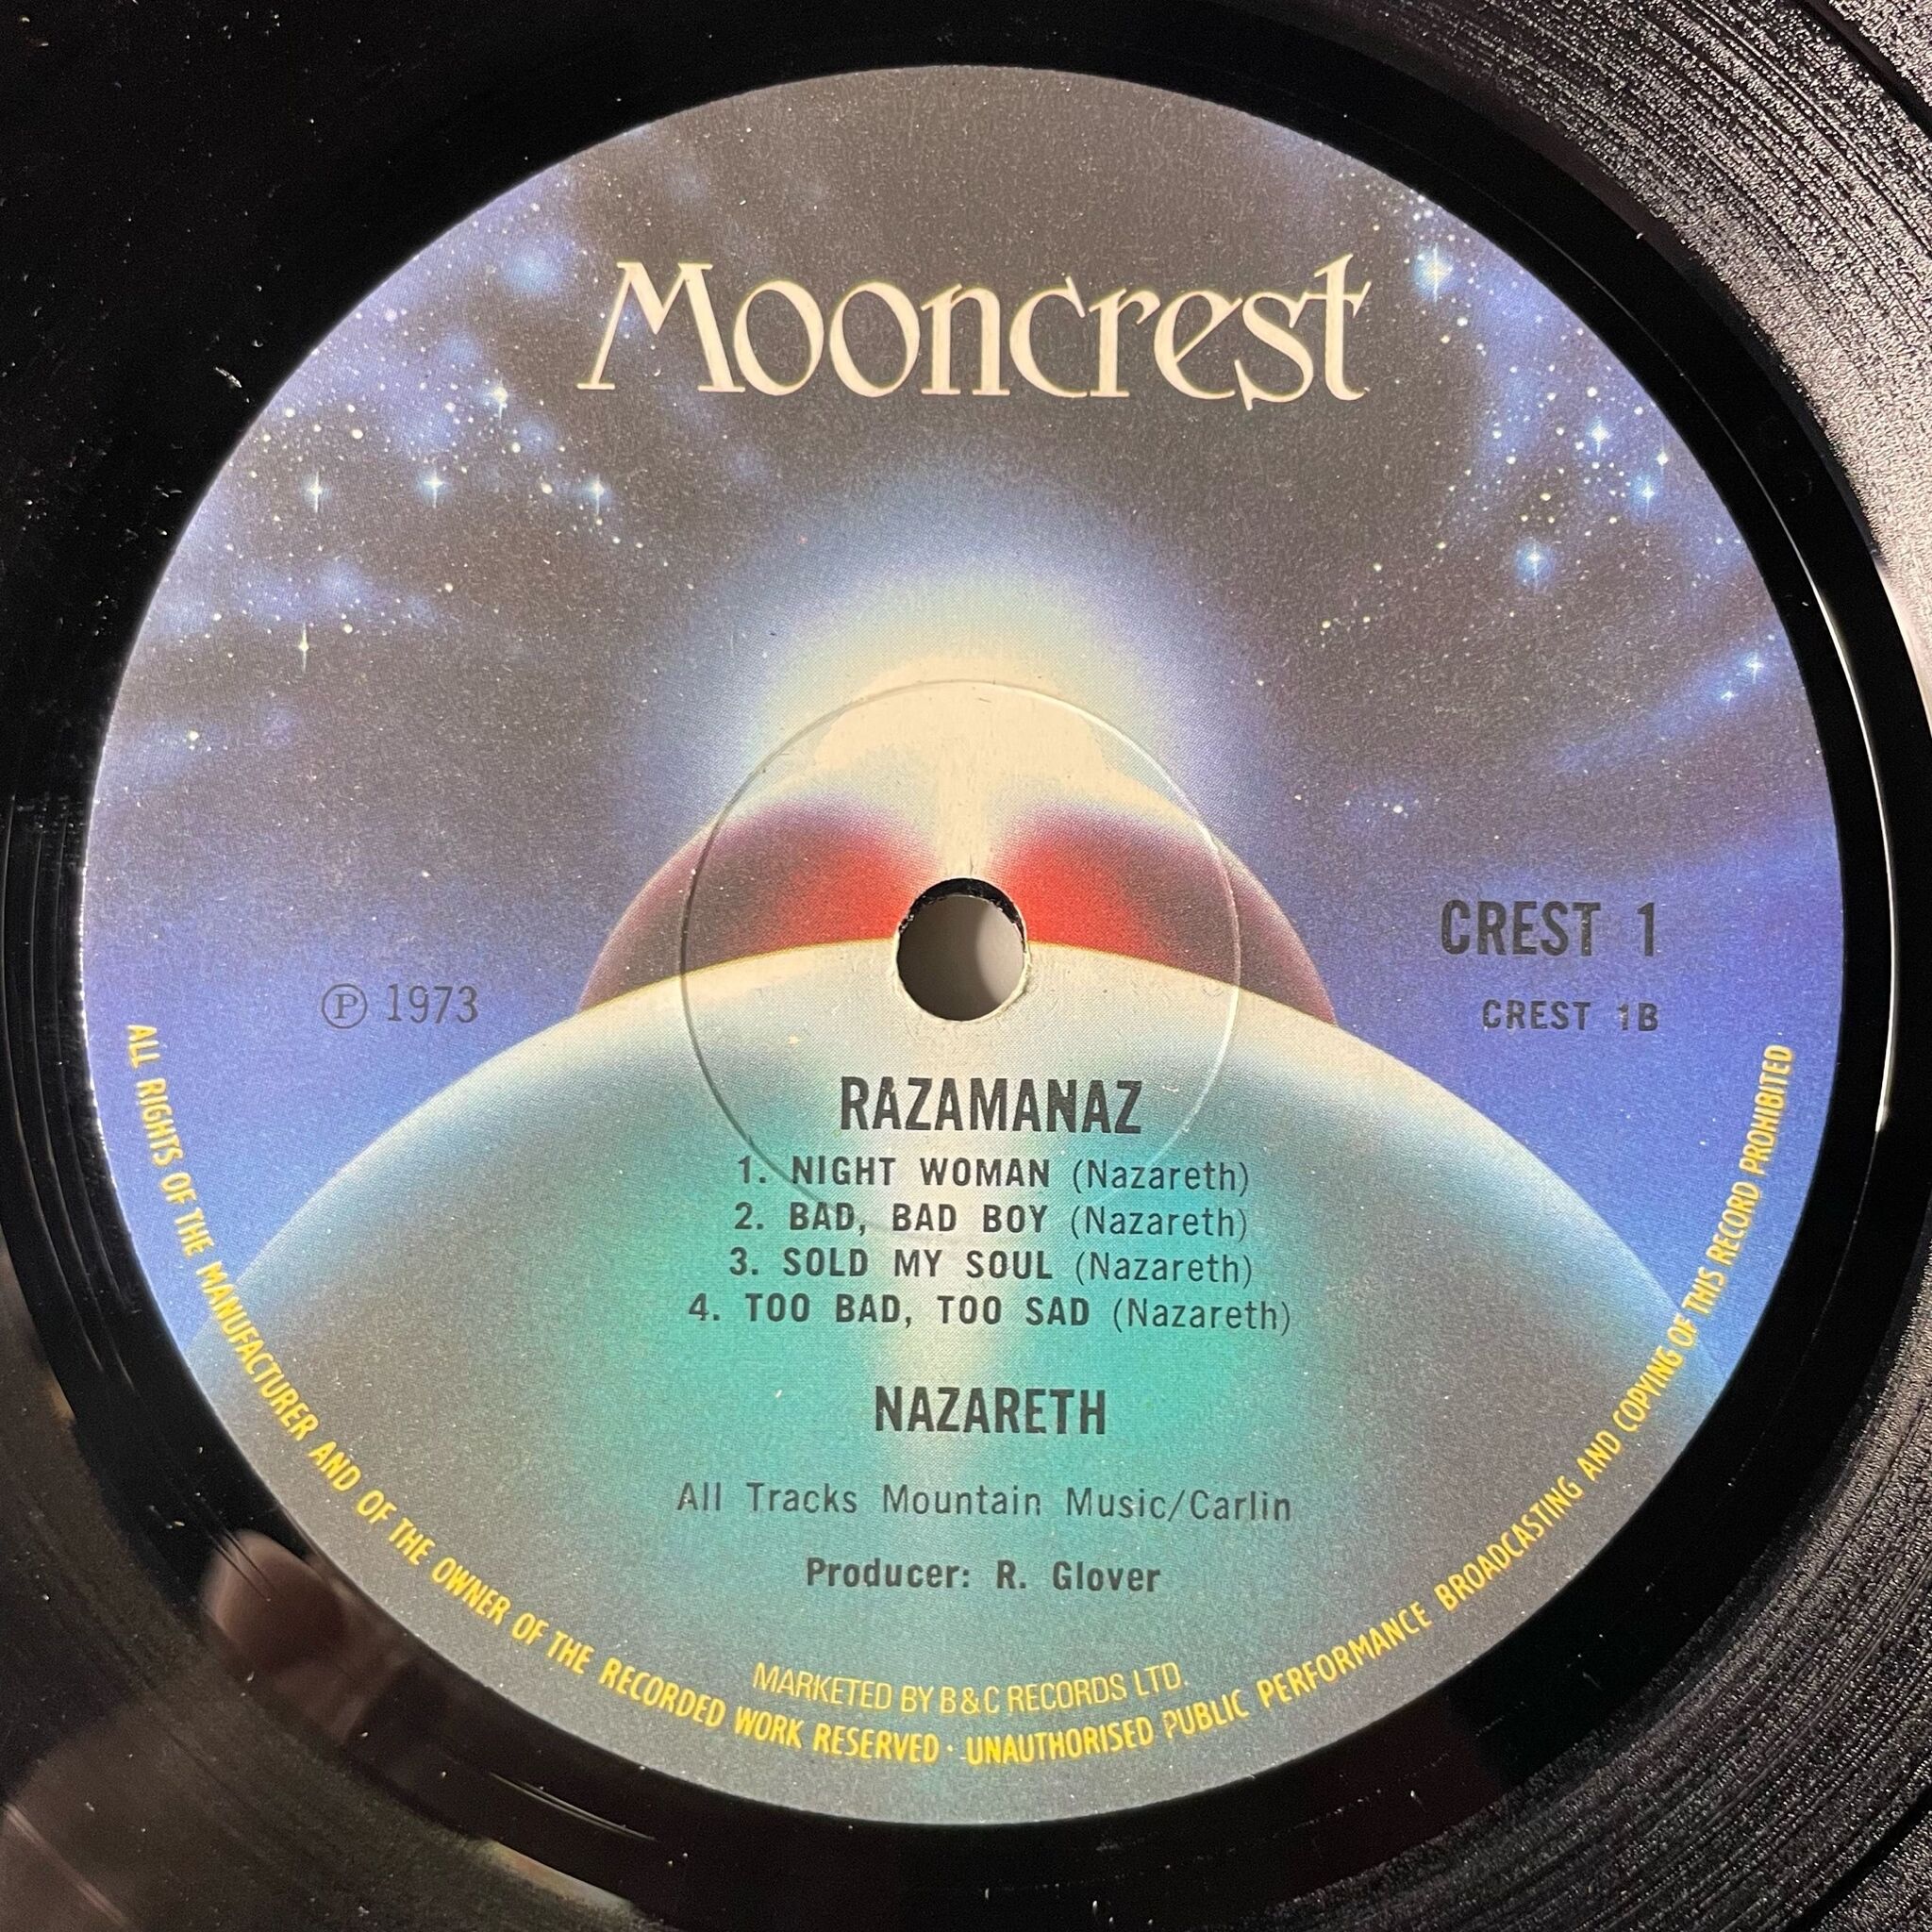 Mooncrest
CREST 1
℗ 1973
CREST 1B
RAZAMANAZ
1. NIGHT WOMAN (Nazareth)
2. BAD, BAD BOY (Nazareth)
3. SOLD MY SOUL (Nazareth)
4. TOO BAD, TOO SAD (Nazareth)
NAZARETH
All Tracks Mountain Music/Carlin
Producer: R. Glover
MARKETED BY B&C RECORDS LTD.
ALL RIGHTS OF THE MANUFACTURER AND OF THE OWNER OF THE RECORDED WORK RESERVED · UNAUTHORISED PUBLIC PERFORMANCE BROADCASTING AND COPYING OF THIS RECORD PROHIBITED